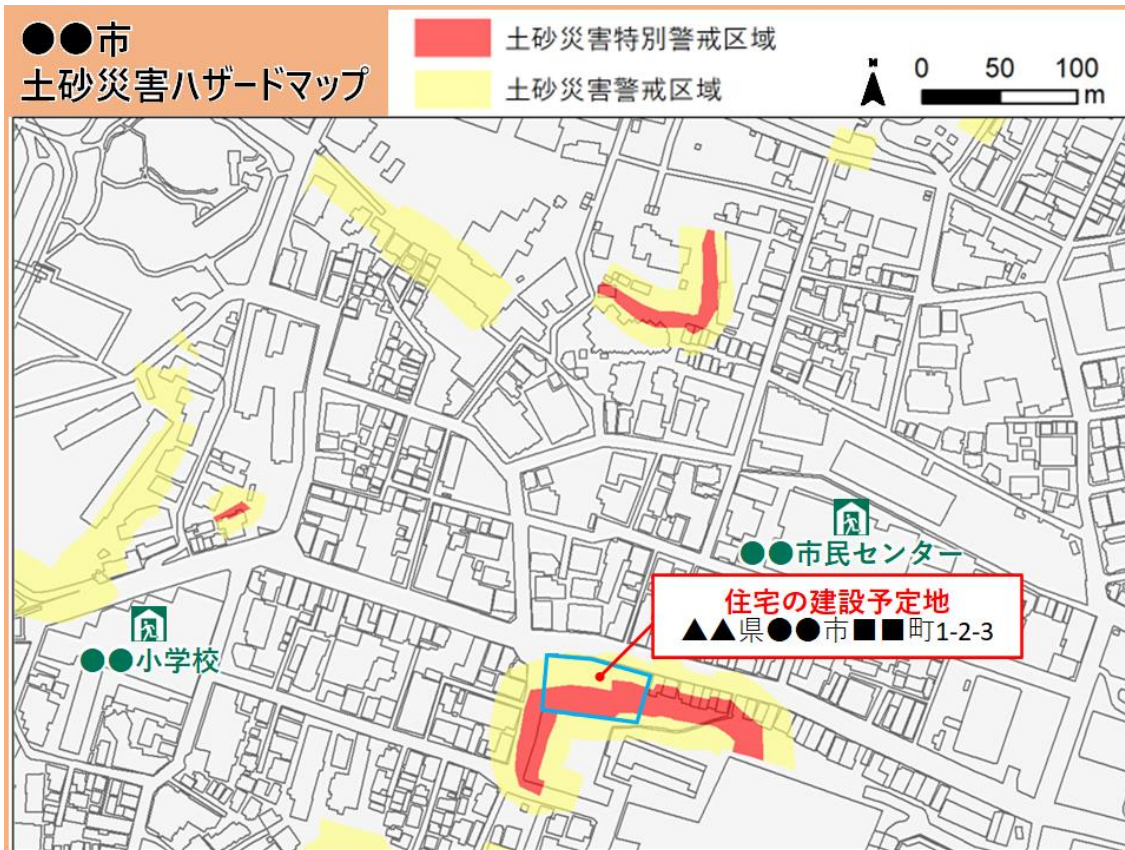 ●●市
土砂災害ハザードマップ
土砂災害特別警戒区域
土砂災害警戒区域
N
0 50 100
m
●●市民センター
住宅の建設予定地
▲▲県●●市■■町1-2-3
●●小学校